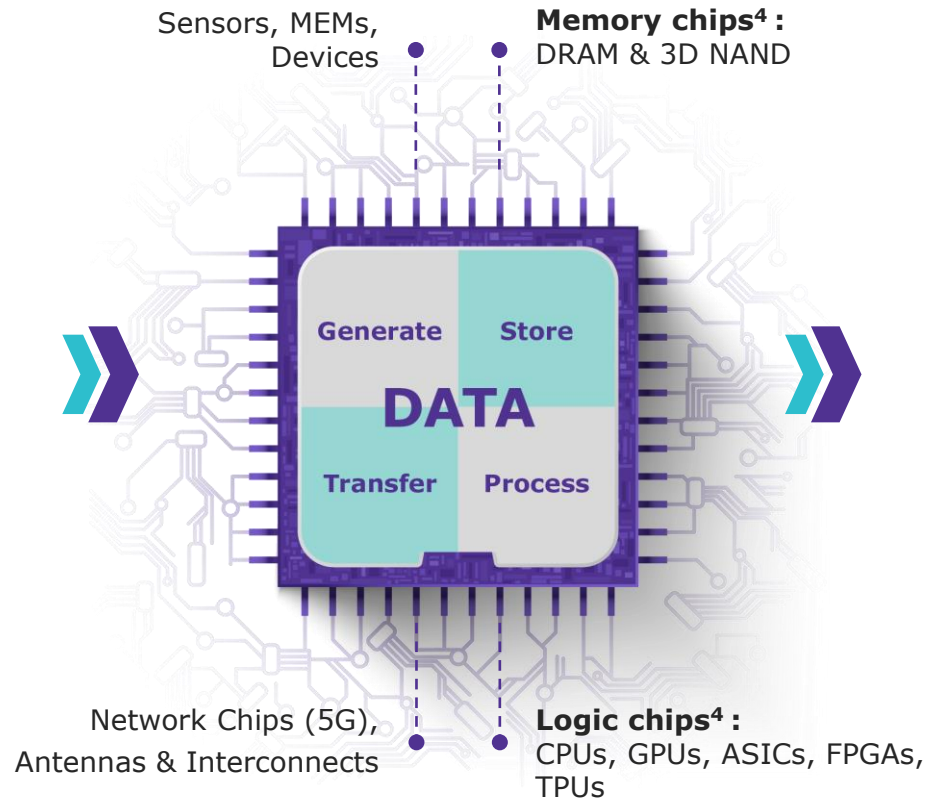 Sensors, MEMs,
Devices
Memory chips⁴ :
DRAM & 3D NAND
Generate
Store
DATA
Transfer
Process
Network Chips (5G),
Antennas & Interconnects
Logic chips⁴ :
CPUs, GPUs, ASICs, FPGAs,
TPUs